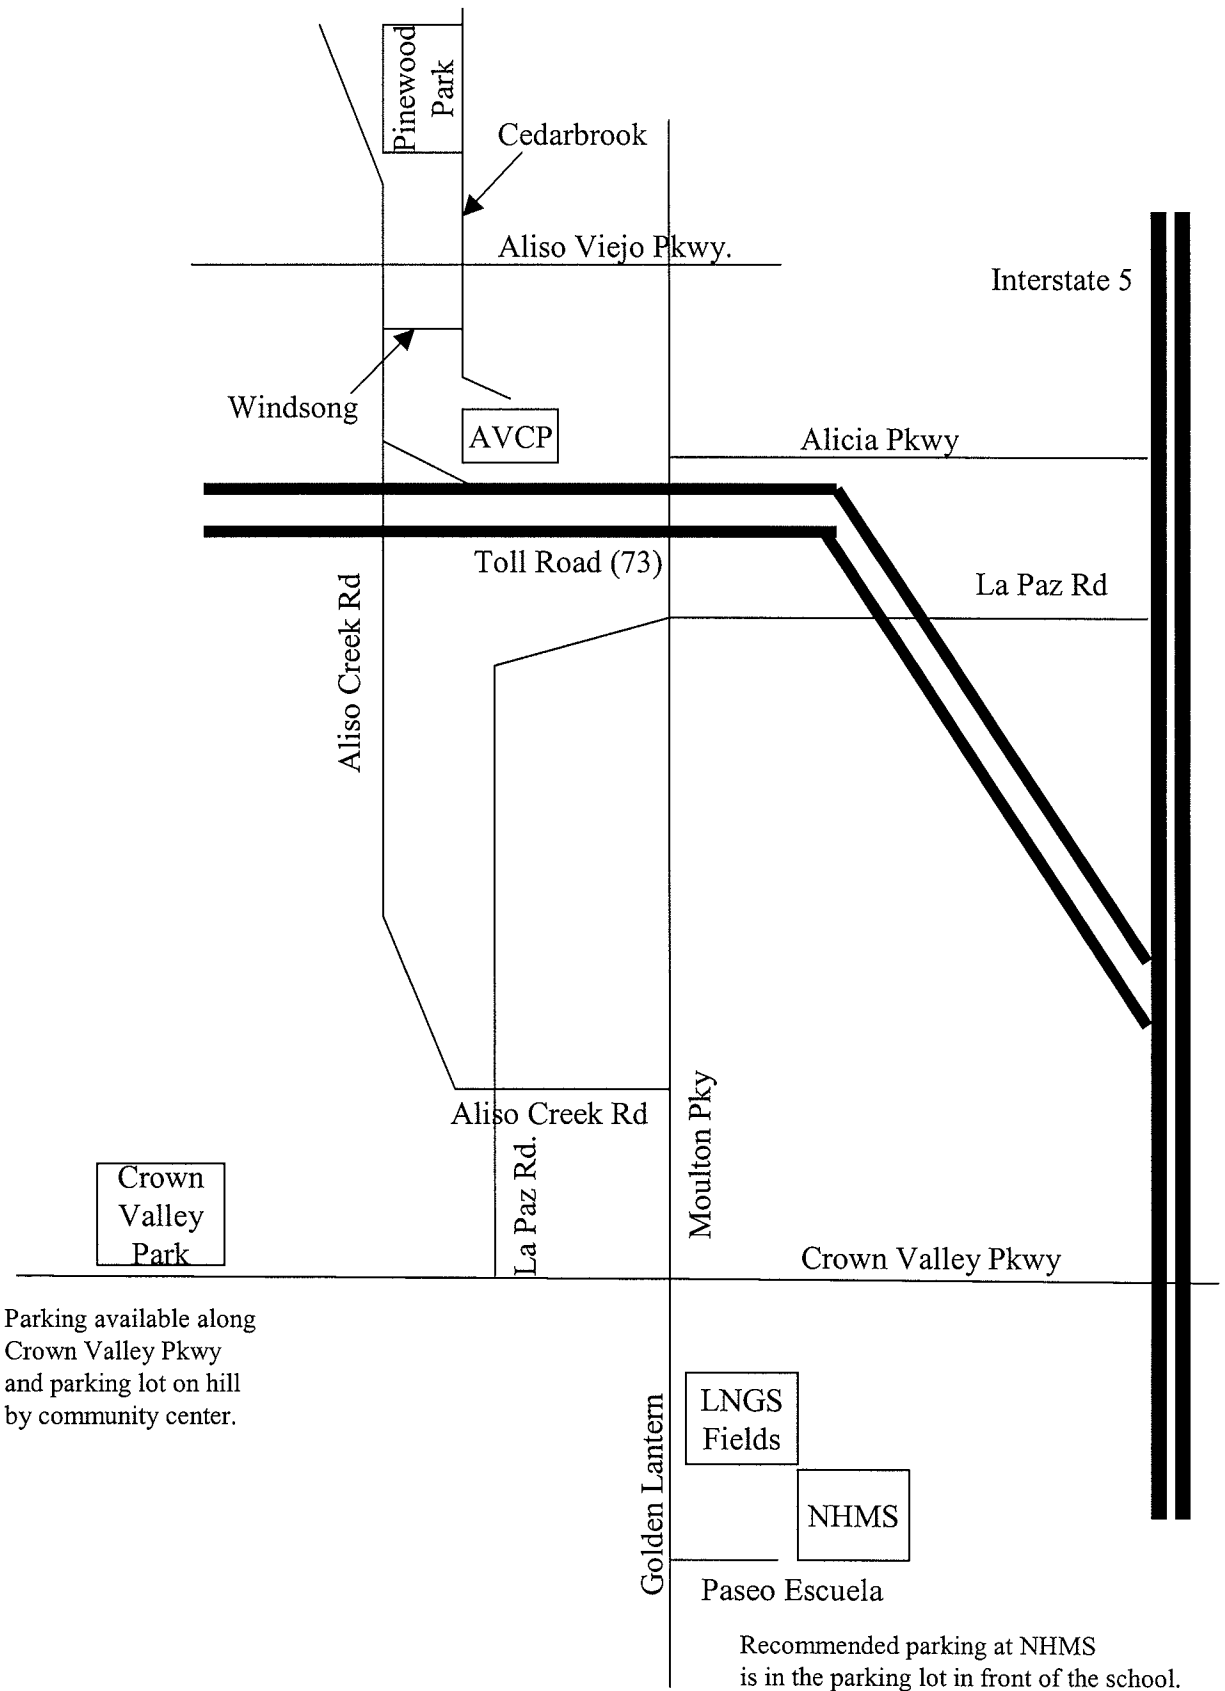 Pinewood
Park
Cedarbrook
Aliso Viejo Pkwy.
Interstate 5
Windsong
AVCP
Alicia Pkwy
Toll Road (73)
La Paz Rd
Aliso Creek Rd
Aliso Creek Rd
Moulton Pky
La Paz Rd.
Crown
Valley
Park
Crown Valley Pkwy
Parking available along
Crown Valley Pkwy
and parking lot on hill
by community center.
LNGS
Fields
Golden Lantern
NHMS
Paseo Escuela
Recommended parking at NHMS
is in the parking lot in front of the school.